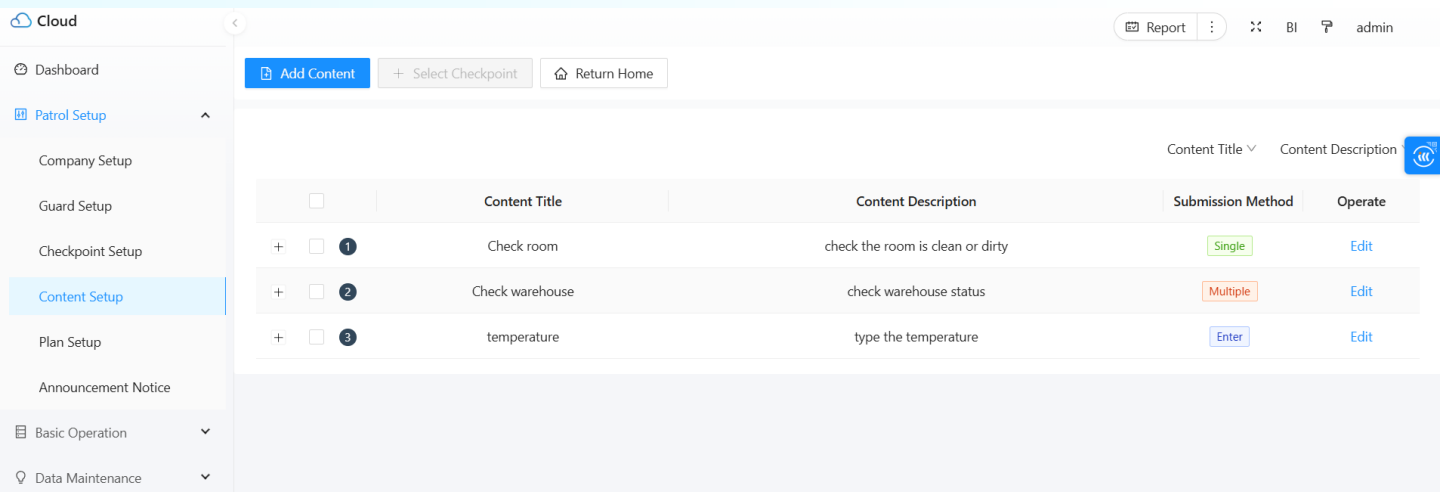 Cloud
Report
BI
admin
Dashboard
Patrol Setup
Company Setup
Guard Setup
Checkpoint Setup
Content Setup
Plan Setup
Announcement Notice
Basic Operation
Data Maintenance
Add Content
+ Select Checkpoint
Return Home
Content Title
Content Description
Content Title Content Description Submission Method Operate
+ 1 Check room check the room is clean or dirty Single Edit
+ 2 Check warehouse check warehouse status Multiple Edit
+ 3 temperature type the temperature Enter Edit